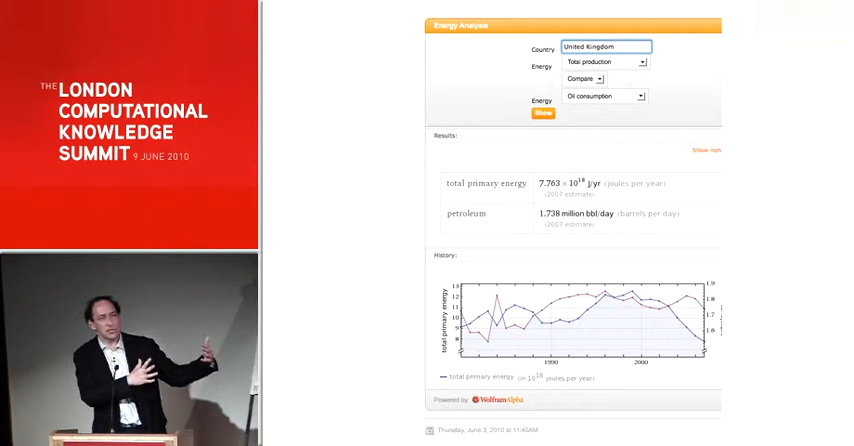 THE LONDON
COMPUTATIONAL
KNOWLEDGE
SUMMIT 9 JUNE 2010
Energy Analysis
Country United Kingdom
Energy Total production
Compare
Energy Oil consumption
Show
Results:
Show non
total primary energy 7.763 × 10^18 j/yr (joules per year)
(2007 estimate)
petroleum 1.738 million bbl/day (barrels per day)
(2007 estimate)
History:
total primary energy
13
12
11
10
9
8
1.9
1.8
1.7
1.6
1990 2000
total primary energy (in 10^18 joules per year)
Powered by: WolframAlpha
Thursday, June 3, 2010 at 11:40AM